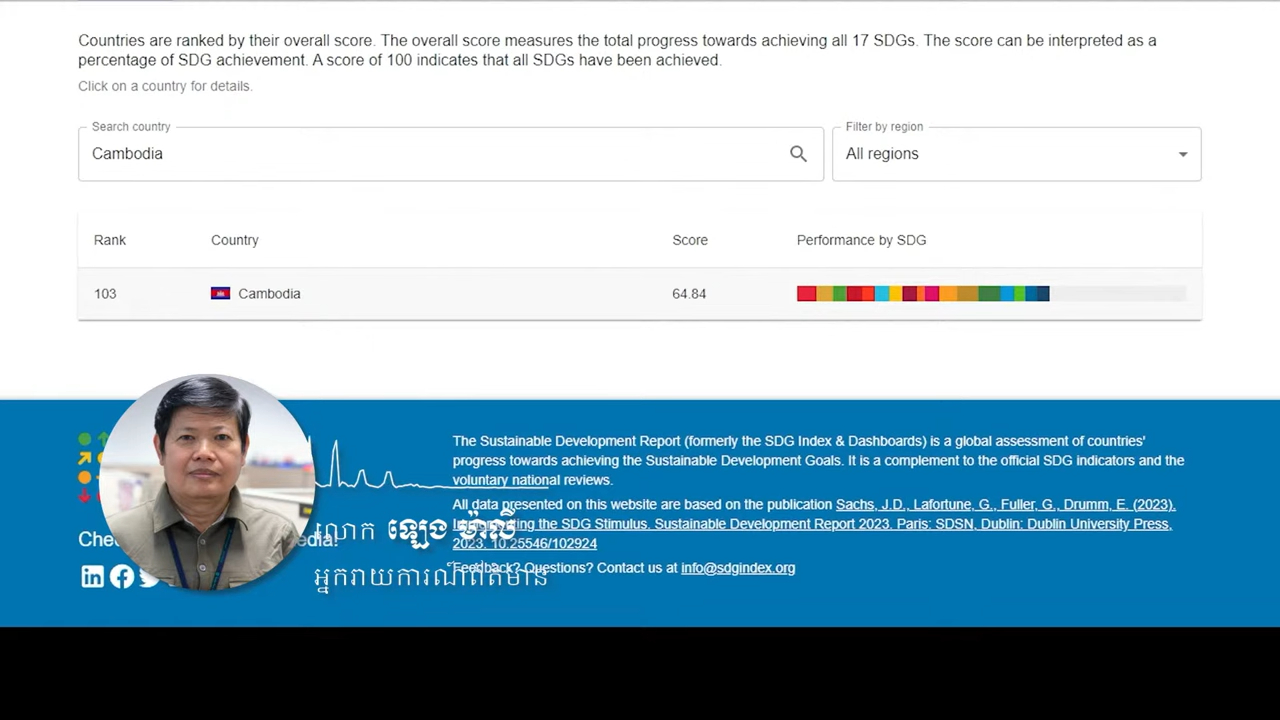 Countries are ranked by their overall score. The overall score measures the total progress towards achieving all 17 SDGs. The score can be interpreted as a
percentage of SDG achievement. A score of 100 indicates that all SDGs have been achieved.
Click on a country for details.
Search country
Cambodia
Filter by region
All regions
Rank
Country
Score
Performance by SDG
103
Cambodia
64.84
The Sustainable Development Report (formerly the SDG Index & Dashboards) is a global assessment of countries'
progress towards achieving the Sustainable Development Goals. It is a complement to the official SDG indicators and the
voluntary national reviews.
All data presented on this website are based on the publication Sachs, J.D., Lafortune, G., Fuller, G., Drumm, E. (2023).
the SDG Stimulus. Sustainable Development Report 2023. Paris: SDSN, Dublin: Dublin University Press,
2023. 10.25546/102924
Feedback? Questions? Contact us at info@sdgindex.org
លោក ឡេង ម៉ាលី
អ្នករាយការណ៍ព័ត៌មាន